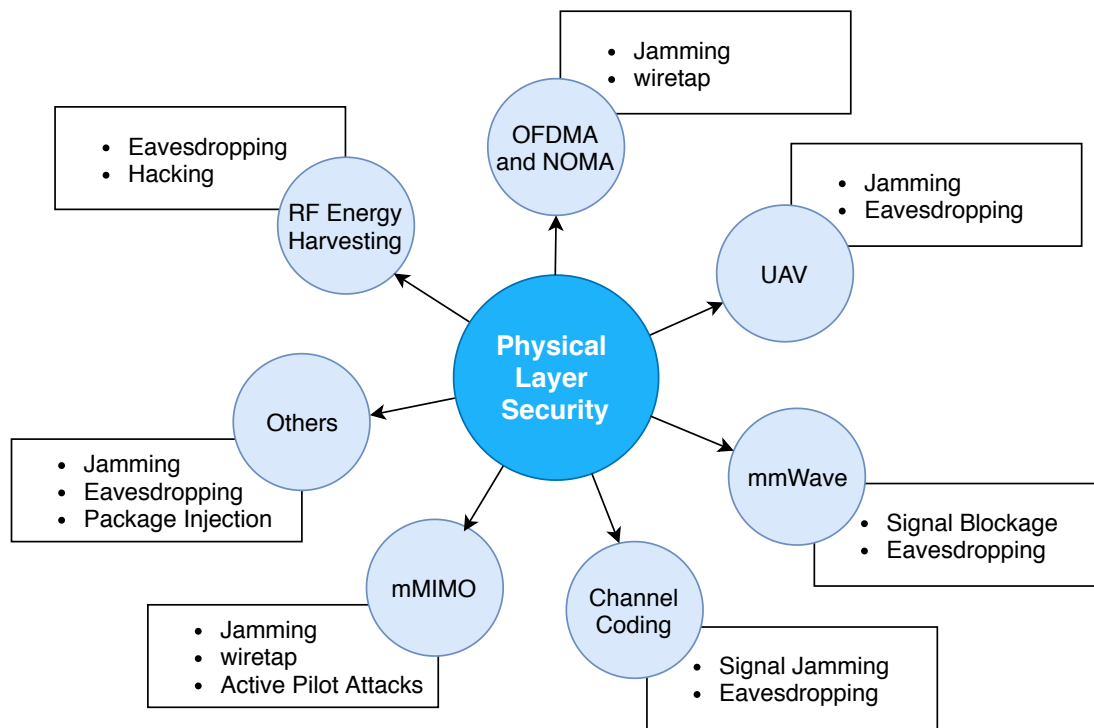 Physical
Layer
Security
OFDMA
and NOMA
• Jamming
• wiretap
UAV
• Jamming
• Eavesdropping
mmWave
• Signal Blockage
• Eavesdropping
Channel
Coding
• Signal Jamming
• Eavesdropping
mMIMO
• Jamming
• wiretap
• Active Pilot Attacks
Others
• Jamming
• Eavesdropping
• Package Injection
RF Energy
Harvesting
• Eavesdropping
• Hacking